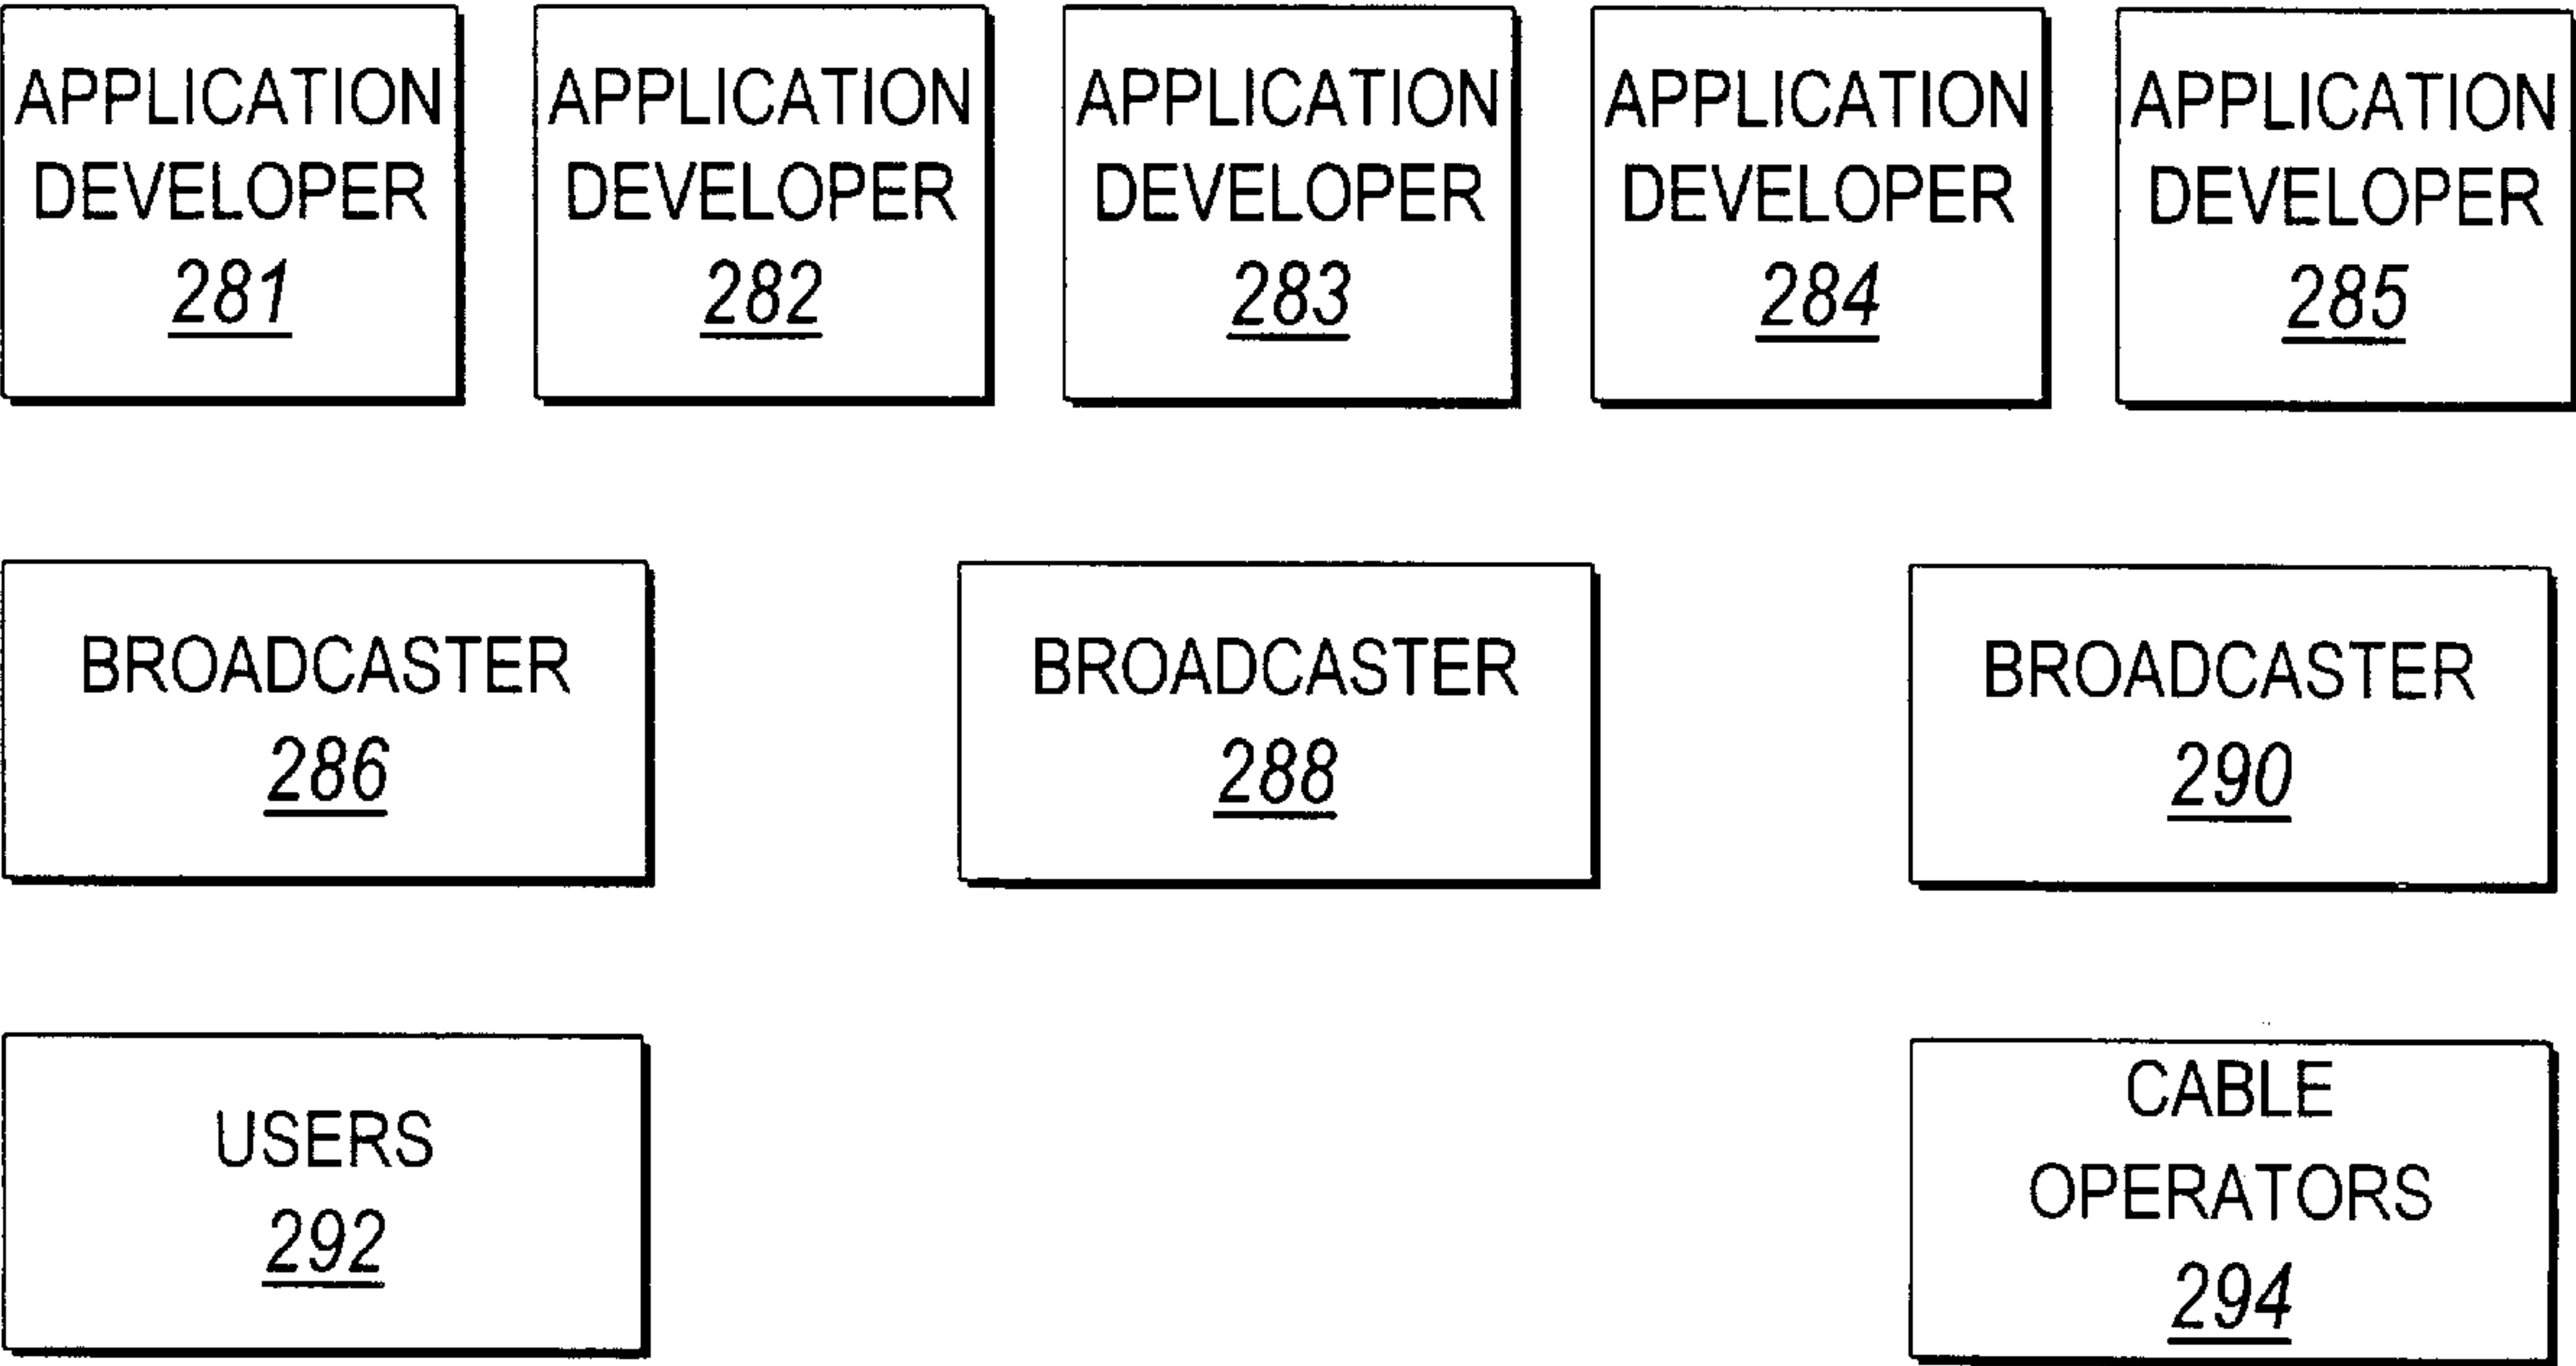 APPLICATION
DEVELOPER
281
APPLICATION
DEVELOPER
282
APPLICATION
DEVELOPER
283
APPLICATION
DEVELOPER
284
APPLICATION
DEVELOPER
285
BROADCASTER
286
BROADCASTER
288
BROADCASTER
290
USERS
292
CABLE
OPERATORS
294